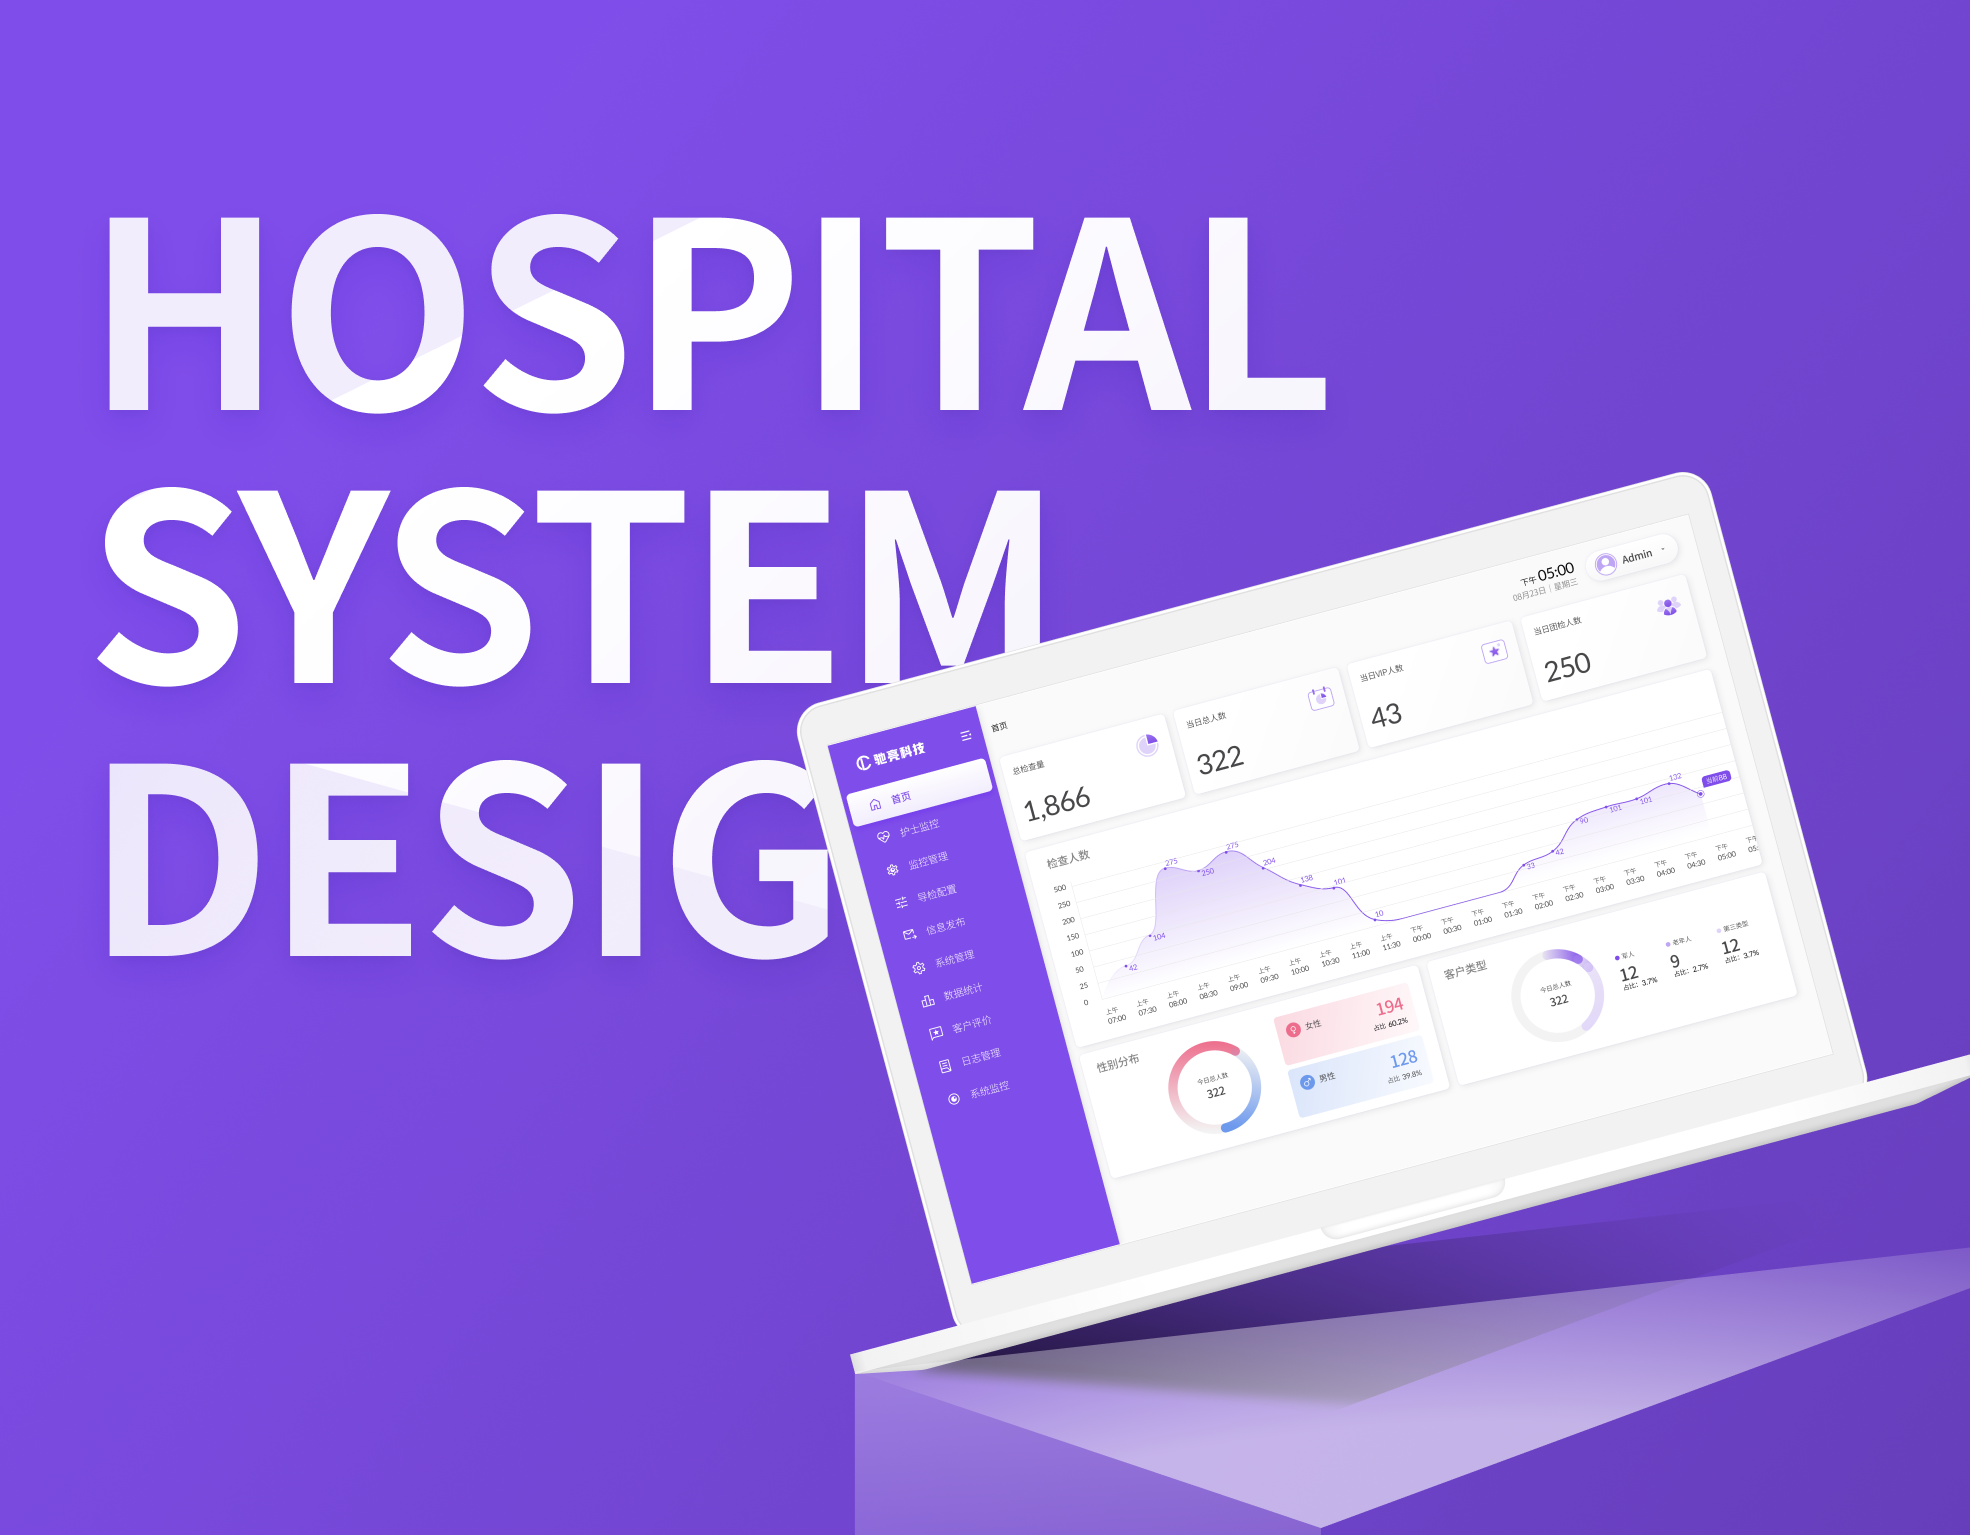 HOSPITAL
SYSTEM
DESIG
驰亮科技
首页
护士监控
监控管理
导检配置
信息发布
系统管理
数据统计
客户评价
日志管理
系统监控
首页
下午 05:00
08月23日 | 星期三
Admin
总检查量
1,866
当日总人数
322
当日VIP人数
43
当日团检人数
250
检查人数
500
250
200
150
100
50
25
0
42
104
275
250
275
204
138
101
10
33
42
90
101
101
132
当前88
上午 07:00
上午 07:30
上午 08:00
上午 08:30
上午 09:00
上午 09:30
上午 10:00
上午 10:30
上午 11:00
上午 11:30
下午 00:00
下午 00:30
下午 01:00
下午 01:30
下午 02:00
下午 02:30
下午 03:00
下午 03:30
下午 04:00
下午 04:30
下午 05:00
下午 05:
性别分布
今日总人数
322
女性
194
占比 60.2%
男性
128
占比 39.8%
客户类型
今日总人数
322
军人
12
占比: 3.7%
老年人
9
占比: 2.7%
第三类型
12
占比: 3.7%